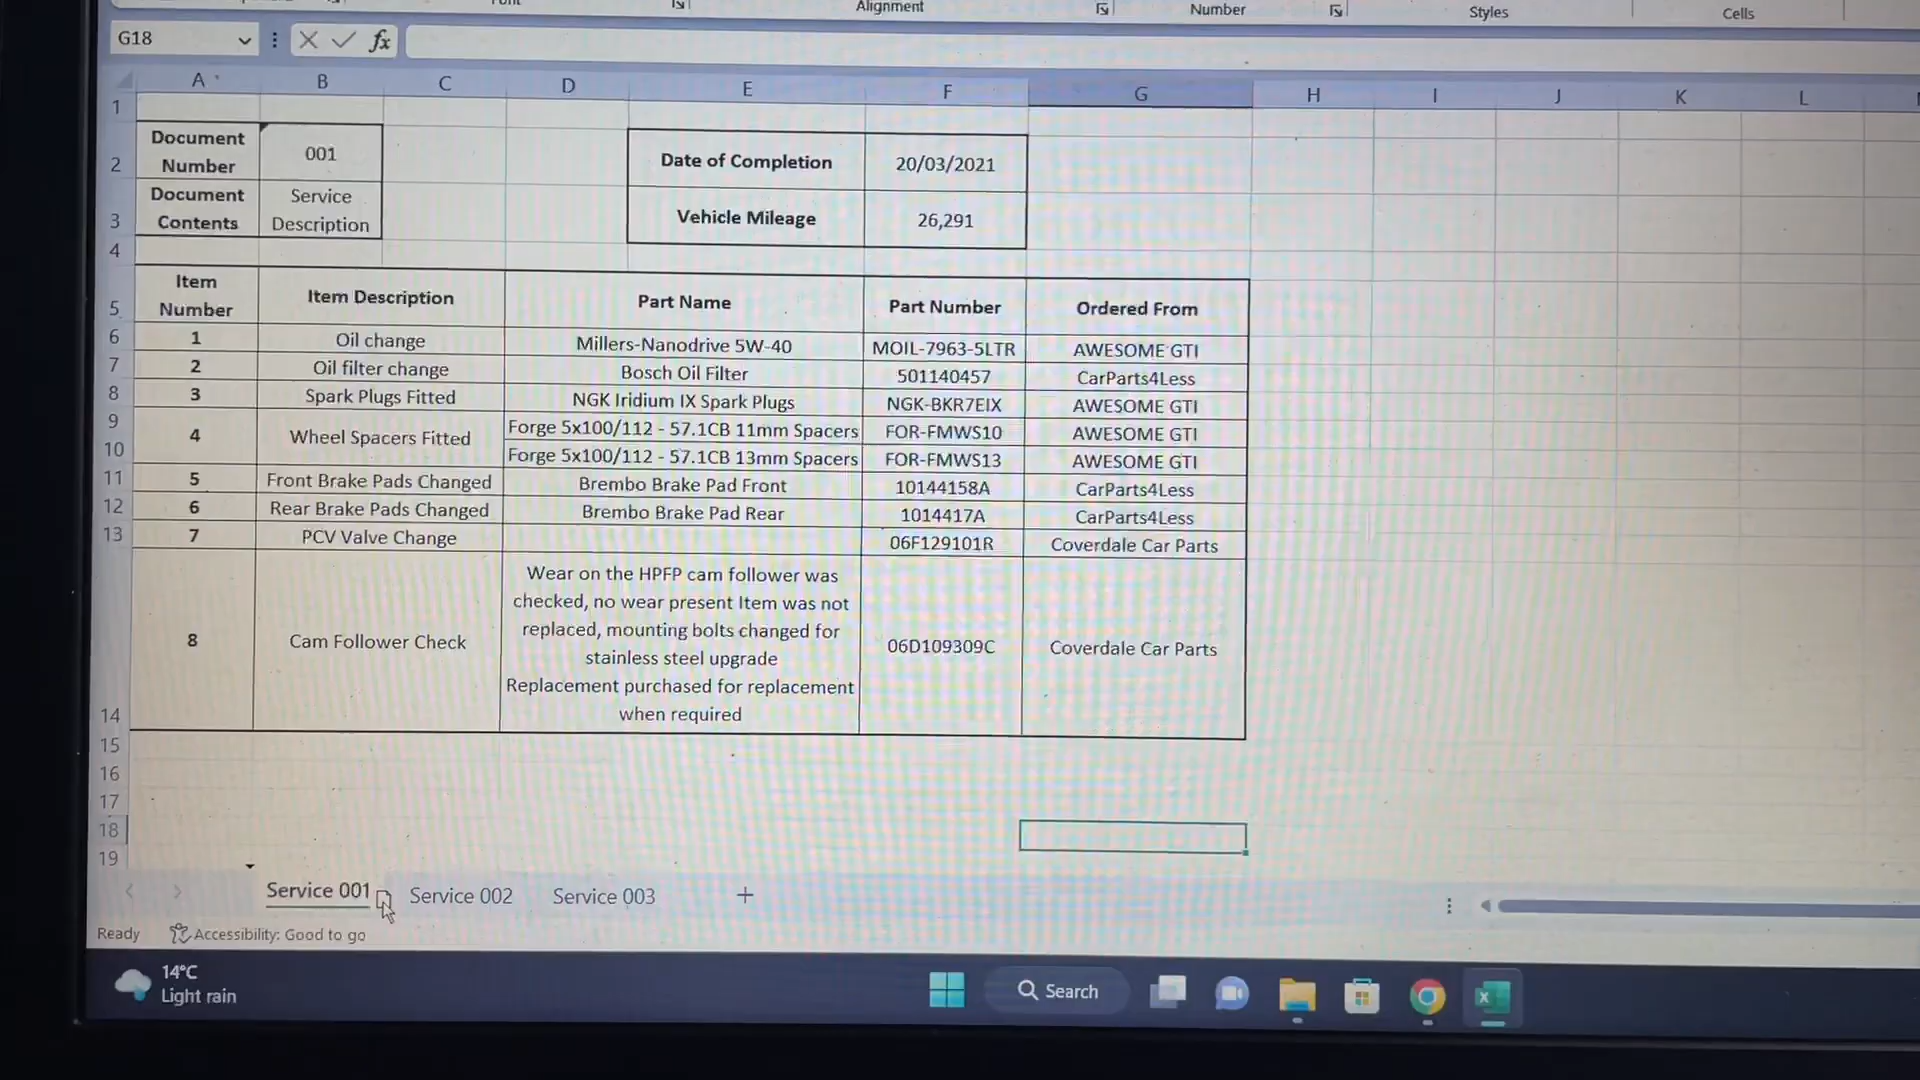 Font
Alignment
Number
Styles
Cells
G18
fx
A B C D E F G H I J K L
1
Document Number 001 Date of Completion 20/03/2021
2
Document Contents Service Description Vehicle Mileage 26,291
3
4
Item Number Item Description Part Name Part Number Ordered From
5
6 1 Oil change Millers-Nanodrive 5W-40 MOIL-7963-5LTR AWESOME GTI
7 2 Oil filter change Bosch Oil Filter 501140457 CarParts4Less
8 3 Spark Plugs Fitted NGK Iridium IX Spark Plugs NGK-BKR7EIX AWESOME GTI
9 4 Wheel Spacers Fitted Forge 5x100/112 - 57.1CB 11mm Spacers FOR-FMWS10 AWESOME GTI
10 Forge 5x100/112 - 57.1CB 13mm Spacers FOR-FMWS13 AWESOME GTI
11 5 Front Brake Pads Changed Brembo Brake Pad Front 10144158A CarParts4Less
12 6 Rear Brake Pads Changed Brembo Brake Pad Rear 1014417A CarParts4Less
13 7 PCV Valve Change 06F129101R Coverdale Car Parts
Wear on the HPFP cam follower was
checked, no wear present Item was not
replaced, mounting bolts changed for
8 Cam Follower Check stainless steel upgrade 06D109309C Coverdale Car Parts
Replacement purchased for replacement
when required
14
15
16
17
18
19
Service 001 Service 002 Service 003 +
Ready Accessibility: Good to go
14°C
Light rain
Search